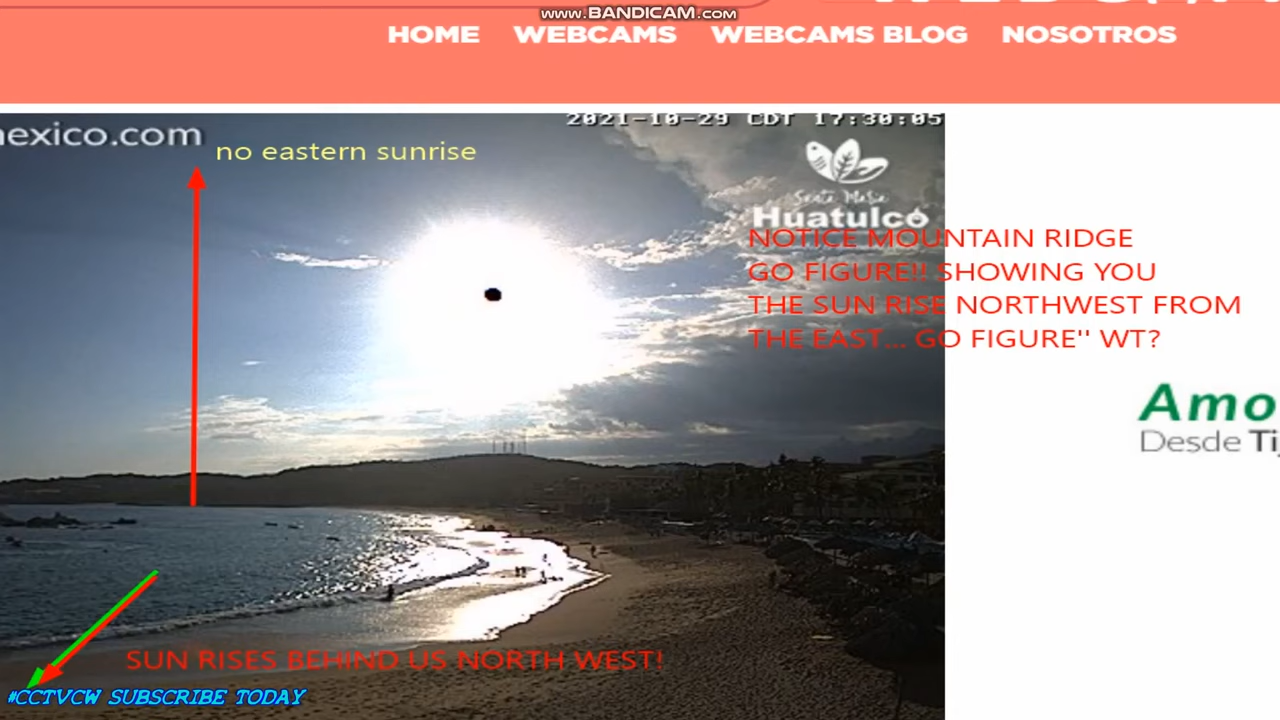 www.BANDICAM.com
HOME WEBCAMS WEBCAMS BLOG NOSOTROS
mexico.com
2021-10-29 CDT 17:30:05
no eastern sunrise
Huatulco
NOTICE MOUNTAIN RIDGE
GO FIGURE!! SHOWING YOU
THE SUN RISE NORTHWEST FROM
THE EAST... GO FIGURE'' WT?
Amo
Desde Tij
SUN RISES BEHIND US NORTH WEST!
#CCTVCW SUBSCRIBE TODAY